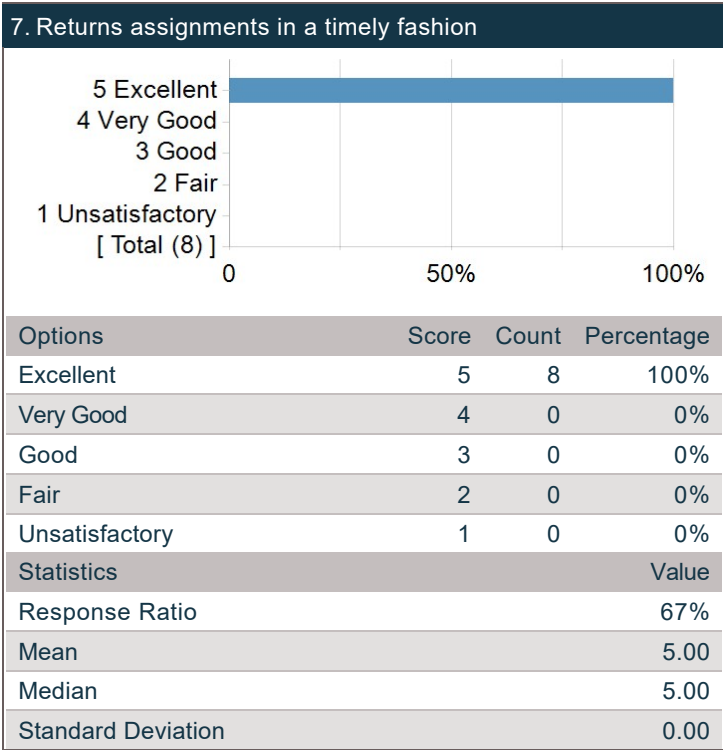 7. Returns assignments in a timely fashion
5 Excellent
4 Very Good
3 Good
2 Fair
1 Unsatisfactory
[ Total (8) ]
0 50% 100%
Options Score Count Percentage
Excellent 5 8 100%
Very Good 4 0 0%
Good 3 0 0%
Fair 2 0 0%
Unsatisfactory 1 0 0%
Statistics Value
Response Ratio 67%
Mean 5.00
Median 5.00
Standard Deviation 0.00